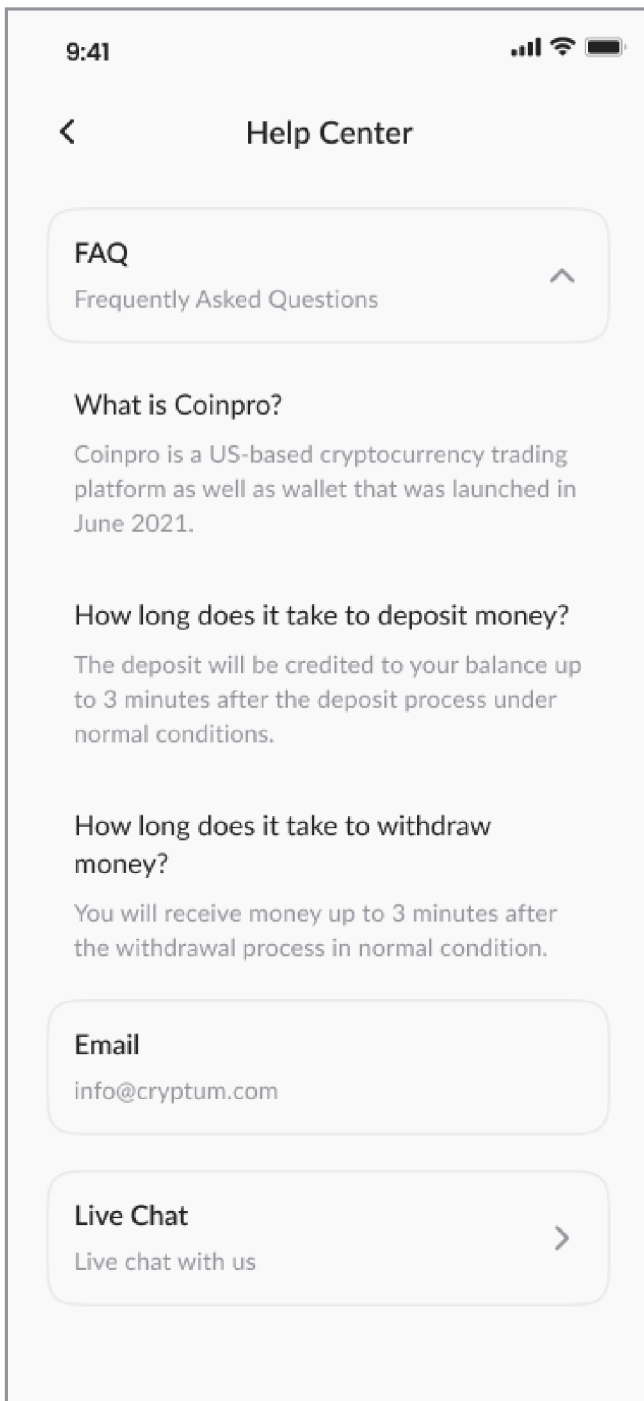 9:41
Help Center
FAQ
Frequently Asked Questions
What is Coinpro?
Coinpro is a US-based cryptocurrency trading
platform as well as wallet that was launched in
June 2021.
How long does it take to deposit money?
The deposit will be credited to your balance up
to 3 minutes after the deposit process under
normal conditions.
How long does it take to withdraw
money?
You will receive money up to 3 minutes after
the withdrawal process in normal condition.
Email
info@cryptum.com
Live Chat
Live chat with us